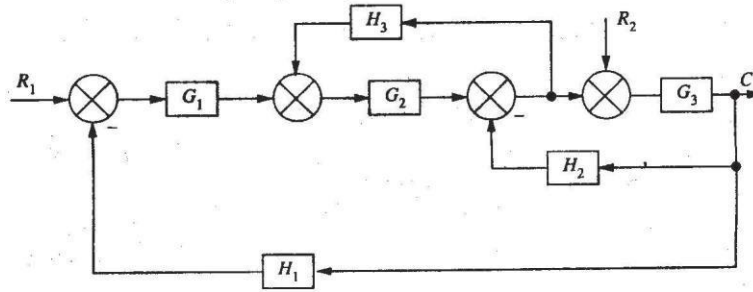 H₃
R₂
R₁
G₁
G₂
G₃
C
−
−
H₂
H₁